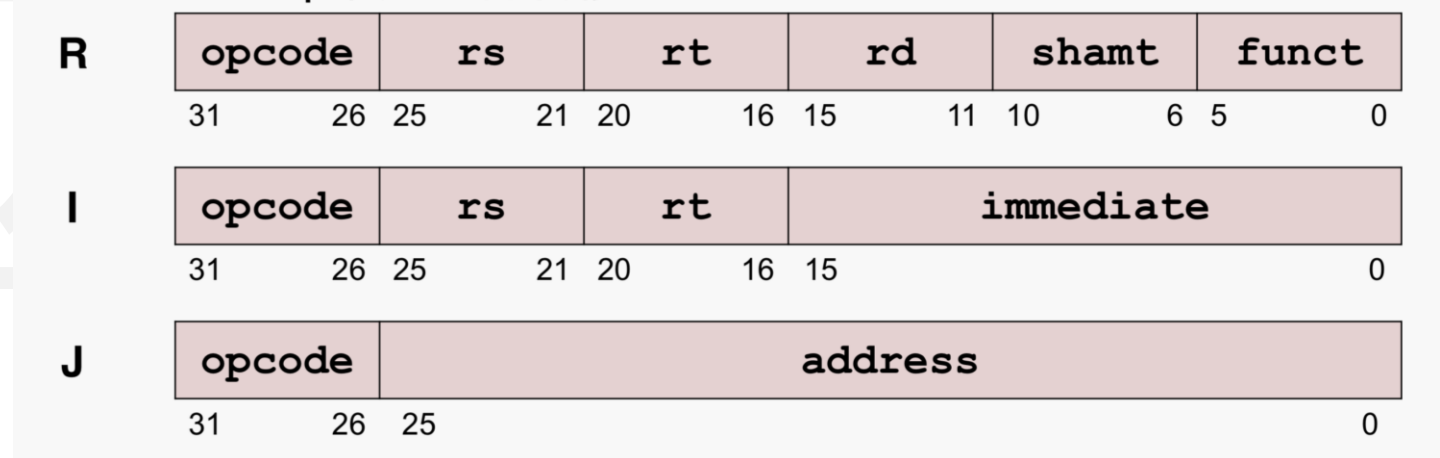 R opcode rs rt rd shamt funct
31 26 25 21 20 16 15 11 10 6 5 0
I opcode rs rt immediate
31 26 25 21 20 16 15 0
J opcode address
31 26 25 0